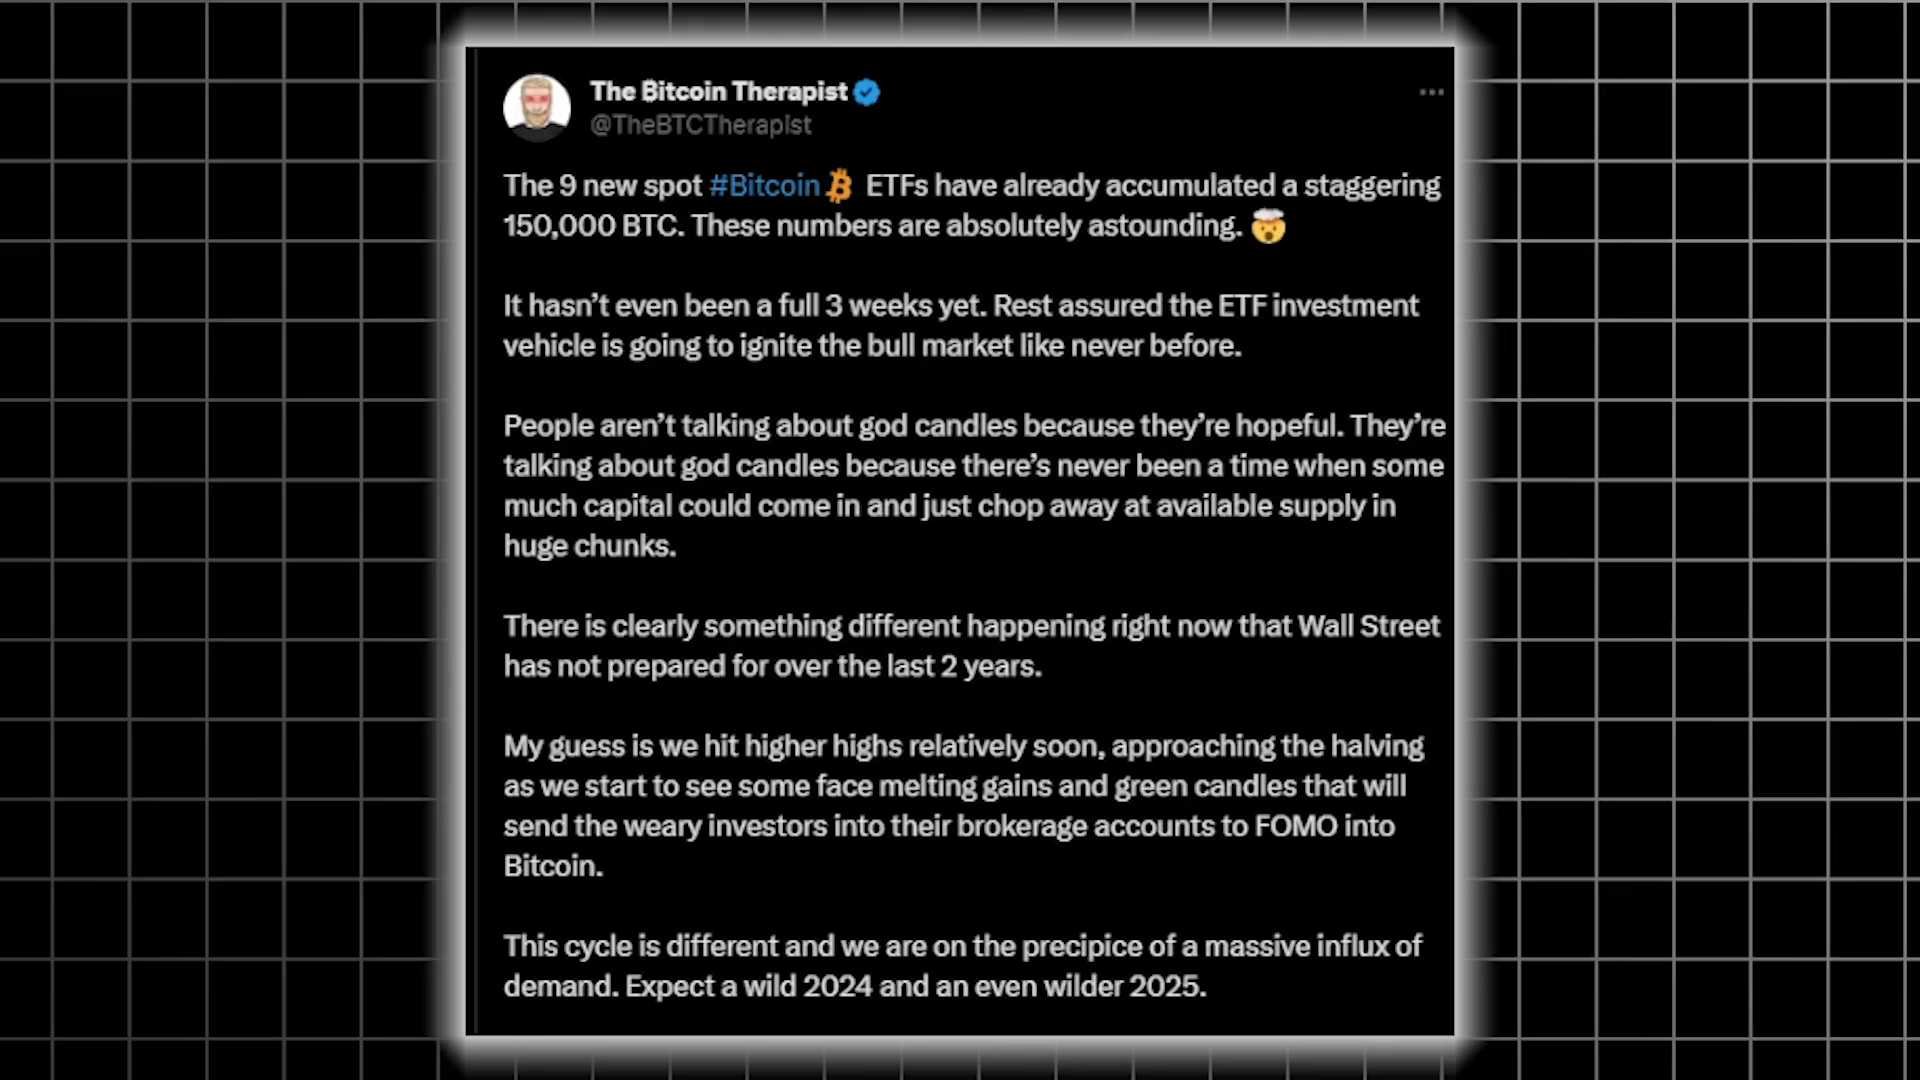 The Bitcoin Therapist
@TheBTCTherapist
The 9 new spot #Bitcoin ETFs have already accumulated a staggering
150,000 BTC. These numbers are absolutely astounding. 🤯
It hasn’t even been a full 3 weeks yet. Rest assured the ETF investment
vehicle is going to ignite the bull market like never before.
People aren’t talking about god candles because they’re hopeful. They’re
talking about god candles because there’s never been a time when some
much capital could come in and just chop away at available supply in
huge chunks.
There is clearly something different happening right now that Wall Street
has not prepared for over the last 2 years.
My guess is we hit higher highs relatively soon, approaching the halving
as we start to see some face melting gains and green candles that will
send the weary investors into their brokerage accounts to FOMO into
Bitcoin.
This cycle is different and we are on the precipice of a massive influx of
demand. Expect a wild 2024 and an even wilder 2025.